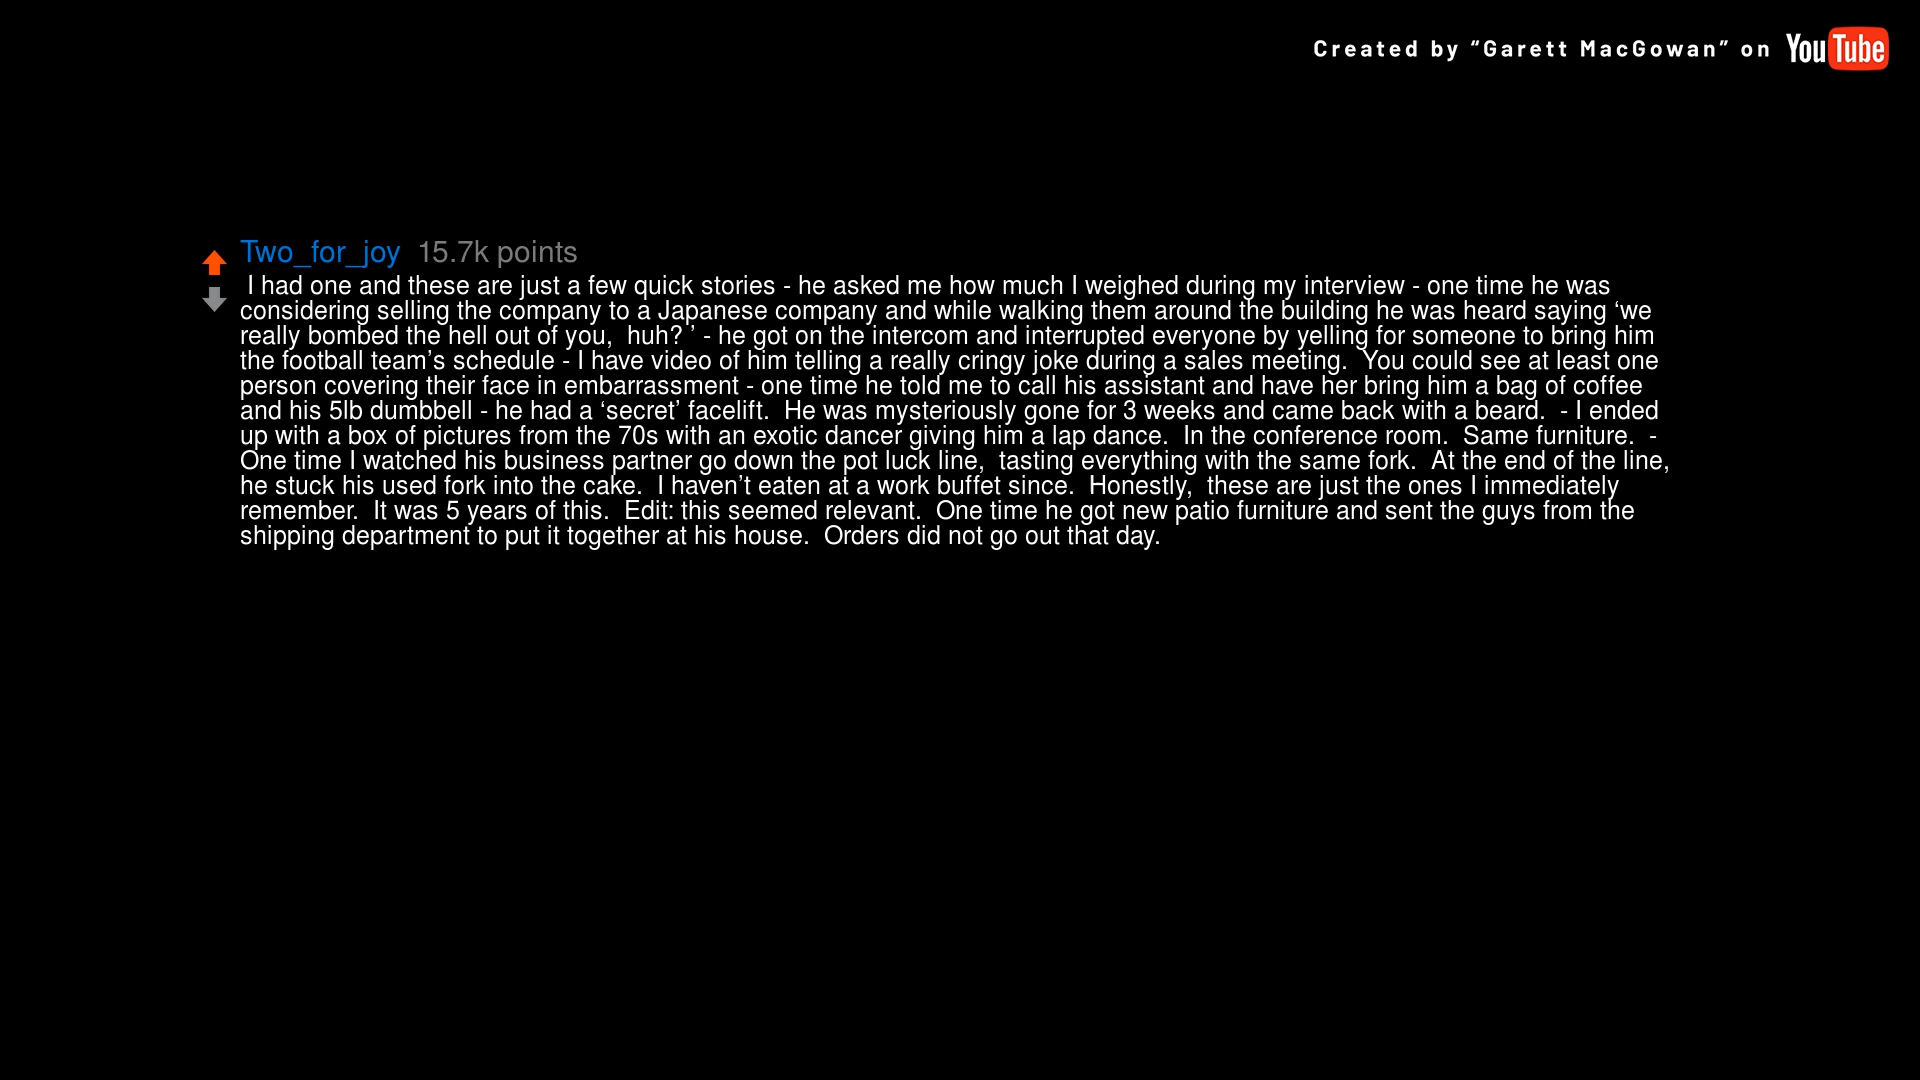 Created by “Garett MacGowan” on YouTube
Two_for_joy 15.7k points
I had one and these are just a few quick stories - he asked me how much I weighed during my interview - one time he was
considering selling the company to a Japanese company and while walking them around the building he was heard saying ‘we
really bombed the hell out of you,  huh? ’ - he got on the intercom and interrupted everyone by yelling for someone to bring him
the football team’s schedule - I have video of him telling a really cringy joke during a sales meeting.  You could see at least one
person covering their face in embarrassment - one time he told me to call his assistant and have her bring him a bag of coffee
and his 5lb dumbbell - he had a ‘secret’ facelift.  He was mysteriously gone for 3 weeks and came back with a beard.  - I ended
up with a box of pictures from the 70s with an exotic dancer giving him a lap dance.  In the conference room.  Same furniture.  -
One time I watched his business partner go down the pot luck line,  tasting everything with the same fork.  At the end of the line,
he stuck his used fork into the cake.  I haven’t eaten at a work buffet since.  Honestly,  these are just the ones I immediately
remember.  It was 5 years of this.  Edit: this seemed relevant.  One time he got new patio furniture and sent the guys from the
shipping department to put it together at his house.  Orders did not go out that day.